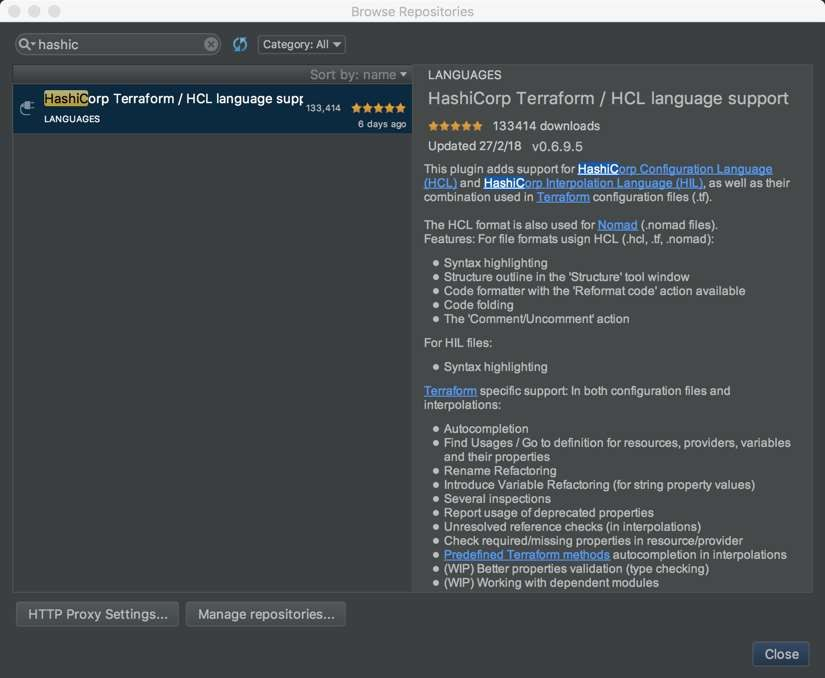 Browse Repositories
hashic
Category: All
Sort by: name
HashiCorp Terraform / HCL language supp
133,414
LANGUAGES
6 days ago
LANGUAGES
HashiCorp Terraform / HCL language support
133414 downloads
Updated 27/2/18 v0.6.9.5
This plugin adds support for HashiCorp Configuration Language
(HCL) and HashiCorp Interpolation Language (HIL), as well as their
combination used in Terraform configuration files (.tf).
The HCL format is also used for Nomad (.nomad files).
Features: For file formats usign HCL (.hcl, .tf, .nomad):
● Syntax highlighting
● Structure outline in the 'Structure' tool window
● Code formatter with the 'Reformat code' action available
● Code folding
● The 'Comment/Uncomment' action
For HIL files:
● Syntax highlighting
Terraform specific support: In both configuration files and
interpolations:
● Autocompletion
● Find Usages / Go to definition for resources, providers, variables
and their properties
● Rename Refactoring
● Introduce Variable Refactoring (for string property values)
● Several inspections
● Report usage of deprecated properties
● Unresolved reference checks (in interpolations)
● Check required/missing properties in resource/provider
● Predefined Terraform methods autocompletion in interpolations
● (WIP) Better properties validation (type checking)
● (WIP) Working with dependent modules
HTTP Proxy Settings...
Manage repositories...
Close